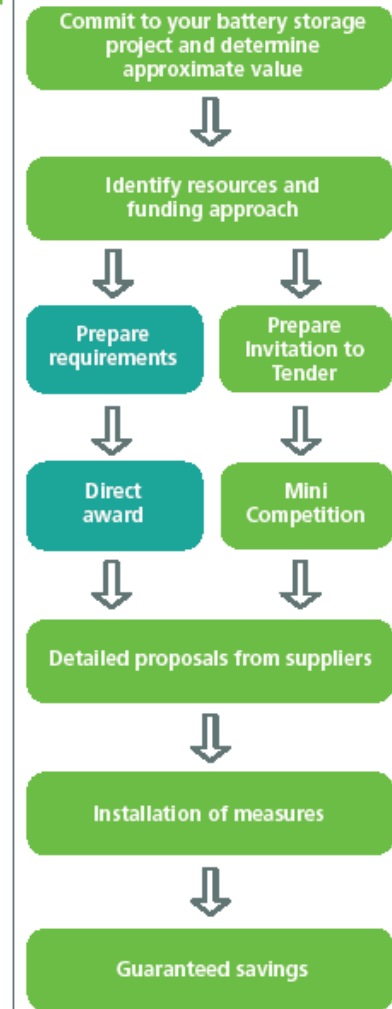 Commit to your battery storage
project and determine
approximate value
Identify resources and
funding approach
Prepare
requirements
Prepare
Invitation to
Tender
Direct
award
Mini
Competition
Detailed proposals from suppliers
Installation of measures
Guaranteed savings